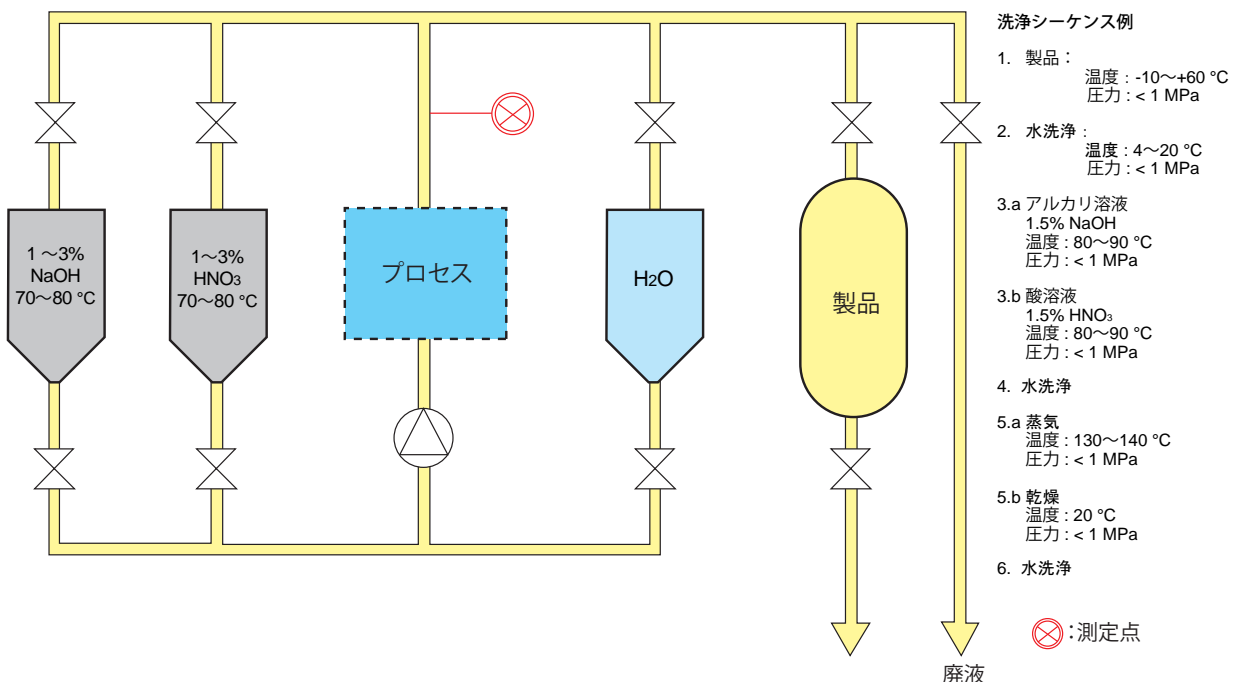 1 ～3%
NaOH
70～80 °C
1～3%
HNO₃
70～80 °C
プロセス
H₂O
製品
廃液
洗浄シーケンス例
1. 製品：
温度 : -10～+60 °C
圧力 : < 1 MPa
2. 水洗浄 :
温度 : 4～20 °C
圧力 : < 1 MPa
3.a アルカリ溶液
1.5% NaOH
温度 : 80～90 °C
圧力 : < 1 MPa
3.b 酸溶液
1.5% HNO₃
温度 : 80～90 °C
圧力 : < 1 MPa
4. 水洗浄
5.a 蒸気
温度 : 130～140 °C
圧力 : < 1 MPa
5.b 乾燥
温度 : 20 °C
圧力 : < 1 MPa
6. 水洗浄
：測定点